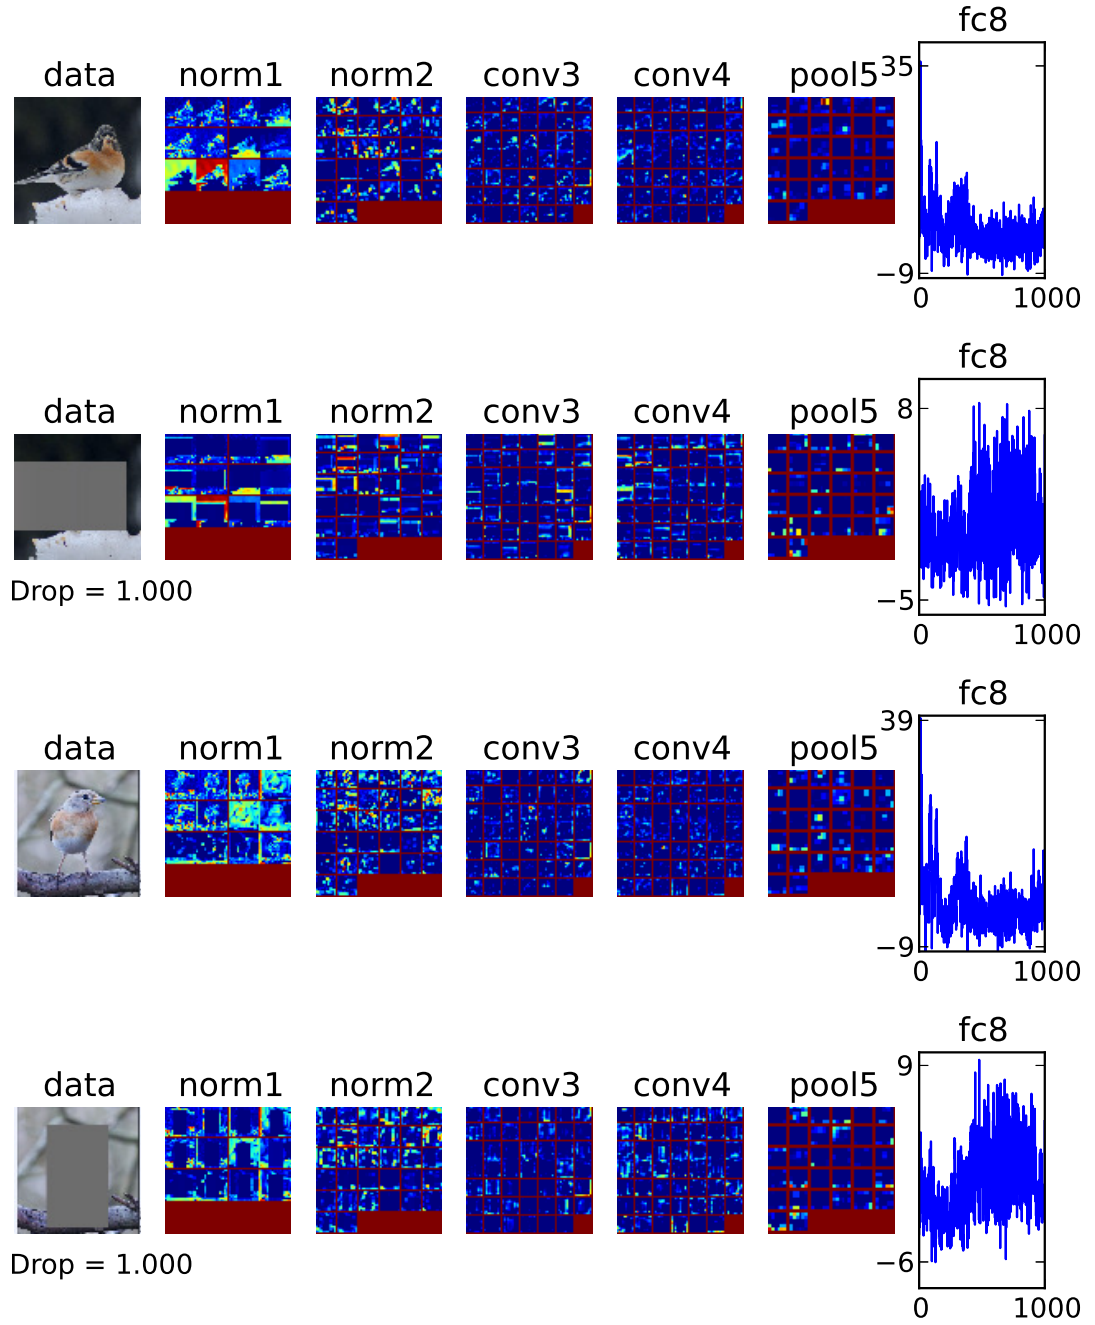 fc8
data norm1 norm2 conv3 conv4 pool5
35
−9
0 1000
fc8
data norm1 norm2 conv3 conv4 pool5
8
Drop = 1.000
−5
0 1000
fc8
39
data norm1 norm2 conv3 conv4 pool5
−9
0 1000
fc8
data norm1 norm2 conv3 conv4 pool5
9
Drop = 1.000
−6
0 1000